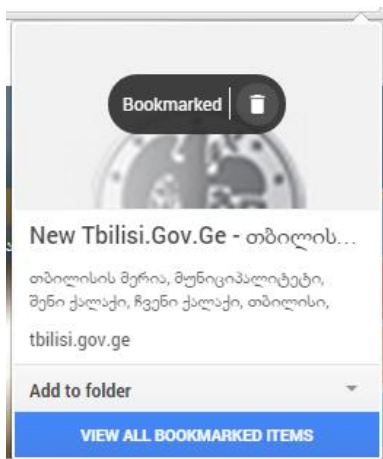 Bookmarked
New Tbilisi.Gov.Ge - თბილის...
თბილისის მერია, მუნიციპალიტეტი,
შენი ქალაქი, ჩვენი ქალაქი, თბილისი,
tbilisi.gov.ge
Add to folder
VIEW ALL BOOKMARKED ITEMS